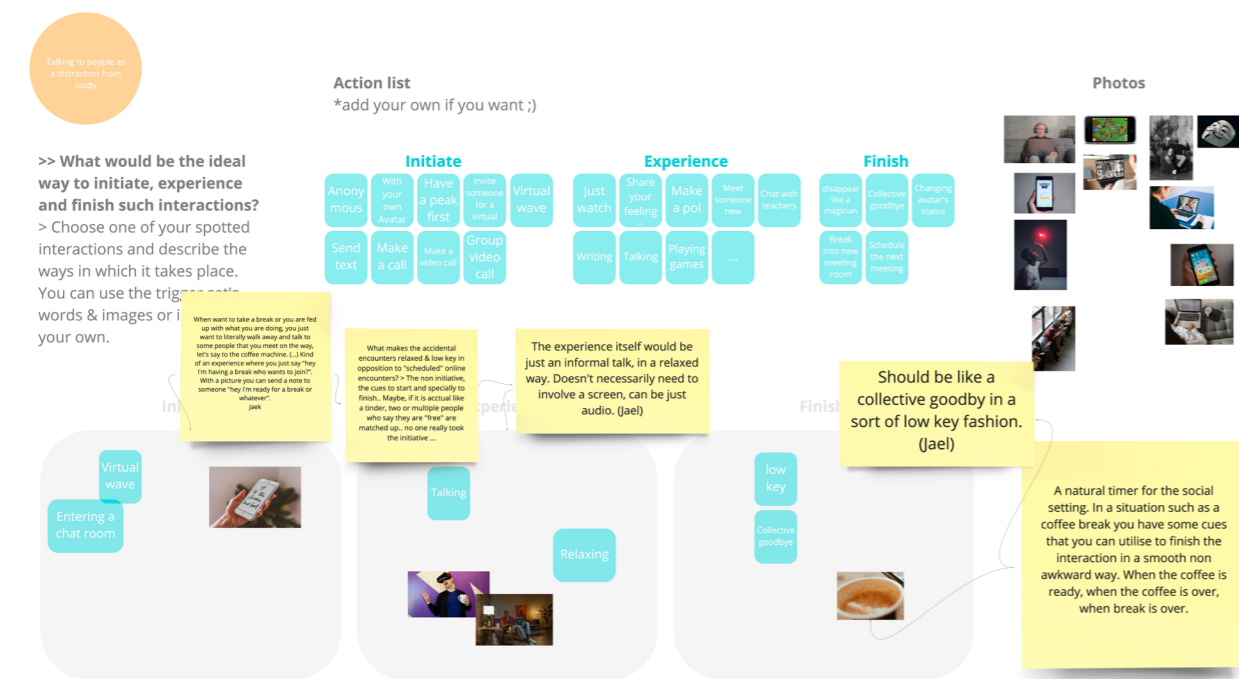 Talking to people as
a distraction from
study
Action list
*add your own if you want ;)
Photos
>> What would be the ideal
way to initiate, experience
and finish such interactions?
> Choose one of your spotted
interactions and describe the
ways in which it takes place.
You can use the trigger set's
words & images or i
your own.
Initiate
Anony
mous
With
your
own
Avatar
Have
a peak
first
Invite
someone
for a
virtual
Virtual
wave
Send
text
Make
a call
Make a
video call
Group
video
call
Experience
Just
watch
Share
your
feeling
Make
a pol
Meet
someone
new
Chat with
teachers
Writing
Talking
Playing
games
...
Finish
disappear
like a
magician
Collective
goodbye
Changing
avatar's
status
Break
into new
meeting
room
Schedule
the next
meeting
When want to take a break or you are fed
up with what you are doing, you just
want to literally walk away and talk to
some people that you meet on the way,
let's say to the coffee machine. (...) Kind
of an experience where you just say "hey
I'm having a break who wants to join?".
With a picture you can send a note to
someone "hey I'm ready for a break or
whatever".
Jaek
What makes the accidental
encounters relaxed & low key in
opposition to "scheduled" online
encounters? > The non initiative,
the cues to start and specially to
finish.. Maybe, if it is acctual like
a tinder, two or multiple people
who say they are "free" are
matched up.. no one really took
the initiative ...
The experience itself would be
just an informal talk, in a relaxed
way. Doesn't necessarily need to
involve a screen, can be just
audio. (Jael)
Should be like a
collective goodby in a
sort of low key fashion.
(Jael)
A natural timer for the social
setting. In a situation such as a
coffee break you have some cues
that you can utilise to finish the
interaction in a smooth non
awkward way. When the coffee is
ready, when the coffee is over,
when break is over.
Ini
xperie
Finish
Virtual
wave
Entering a
chat room
Talking
Relaxing
low
key
Collective
goodbye